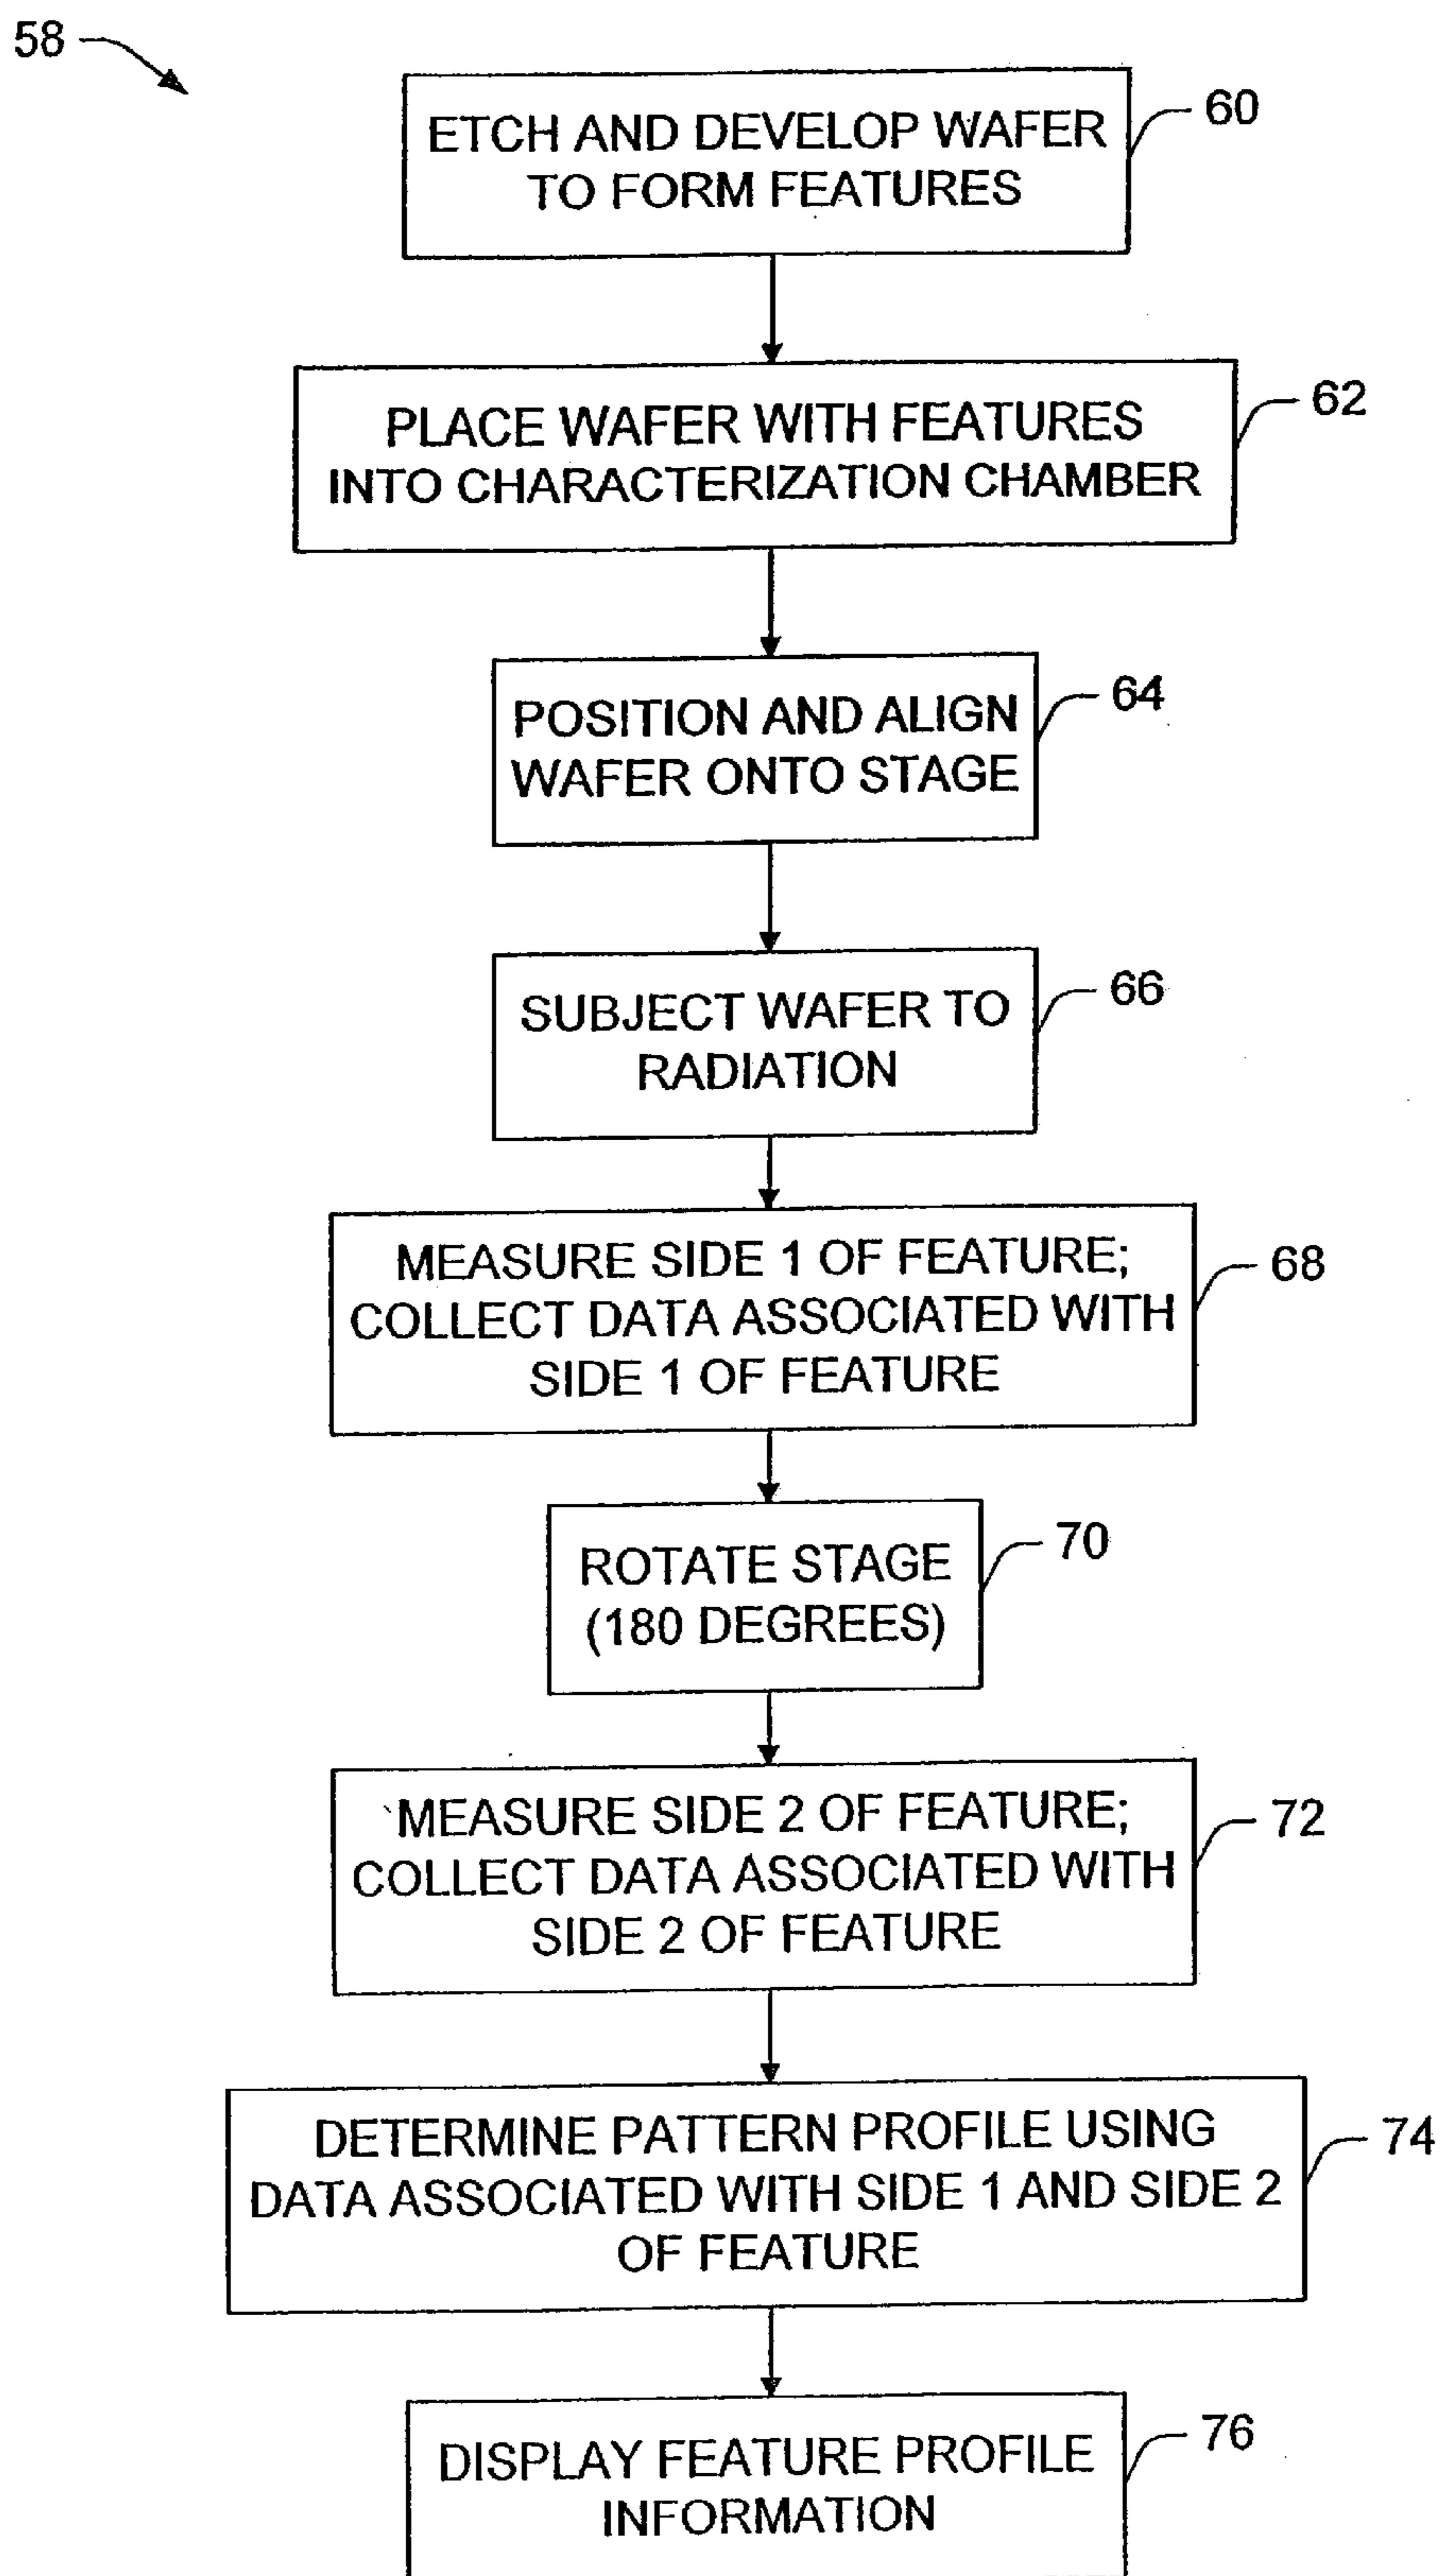 58
ETCH AND DEVELOP WAFER
TO FORM FEATURES
60
PLACE WAFER WITH FEATURES
INTO CHARACTERIZATION CHAMBER
62
POSITION AND ALIGN
WAFER ONTO STAGE
64
SUBJECT WAFER TO
RADIATION
66
MEASURE SIDE 1 OF FEATURE;
COLLECT DATA ASSOCIATED WITH
SIDE 1 OF FEATURE
68
ROTATE STAGE
(180 DEGREES)
70
MEASURE SIDE 2 OF FEATURE;
COLLECT DATA ASSOCIATED WITH
SIDE 2 OF FEATURE
72
DETERMINE PATTERN PROFILE USING
DATA ASSOCIATED WITH SIDE 1 AND SIDE 2
OF FEATURE
74
DISPLAY FEATURE PROFILE
INFORMATION
76